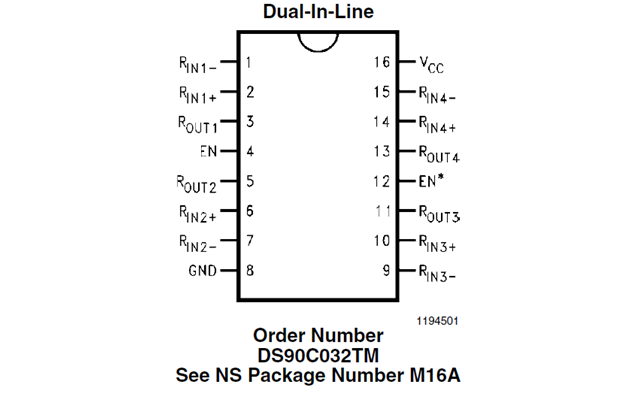 Dual-In-Line
RIN1− 1 16 VCC
RIN1+ 2 15 RIN4−
ROUT1 3 14 RIN4+
EN 4 13 ROUT4
ROUT2 5 12 EN*
RIN2+ 6 11 ROUT3
RIN2− 7 10 RIN3+
GND 8 9 RIN3−
1194501
Order Number
DS90C032TM
See NS Package Number M16A